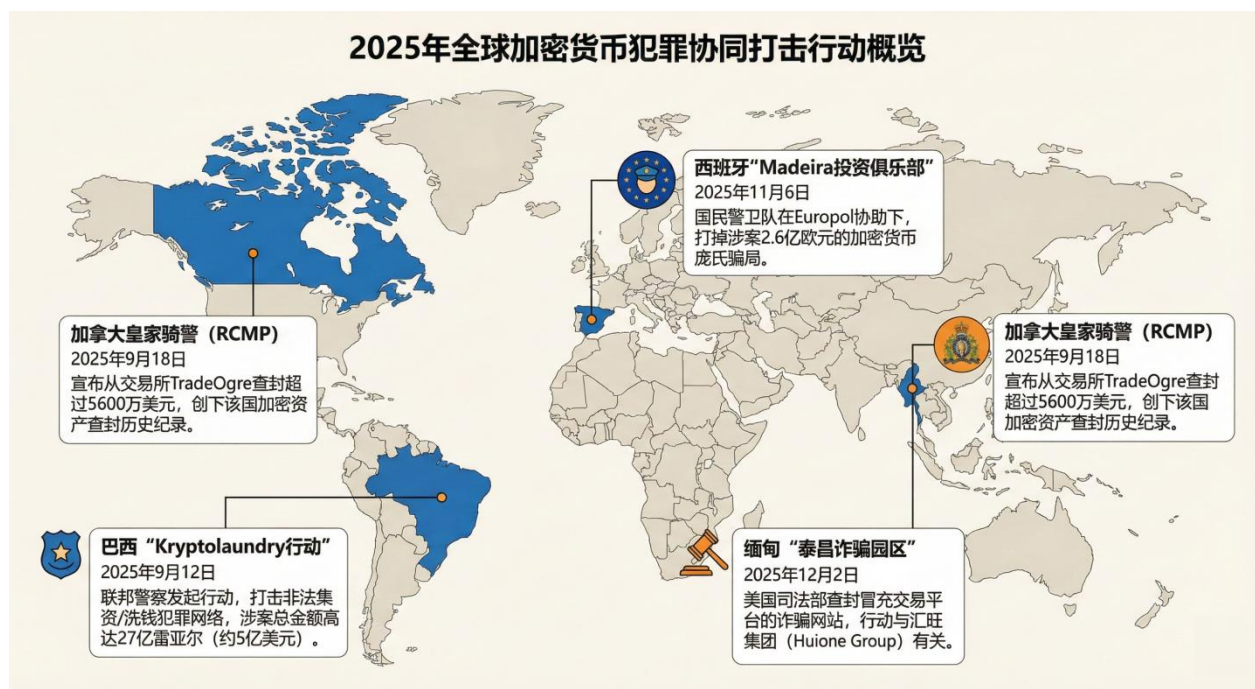 2025年全球加密货币犯罪协同打击行动概览
西班牙“Madeira投资俱乐部”
2025年11月6日
国民警卫队在Europol协助下,
打掉涉案2.6亿欧元的加密货币
庞氏骗局。
加拿大皇家骑警（RCMP）
2025年9月18日
宣布从交易所TradeOgre查封超
过5600万美元，创下该国加密资
产查封历史纪录。
加拿大皇家骑警（RCMP）
2025年9月18日
宣布从交易所TradeOgre查封
超过5600万美元，创下该国
加密资产查封历史纪录。
巴西“Kryptolaundry行动”
2025年9月12日
联邦警察发起行动，打击非法集
资/洗钱犯罪网络，涉案总金额高
达27亿雷亚尔（约5亿美元）。
缅甸“泰昌诈骗园区”
2025年12月2日
美国司法部查封冒充交易平
台的诈骗网站，行动与汇旺
集团（Huione Group）有关。